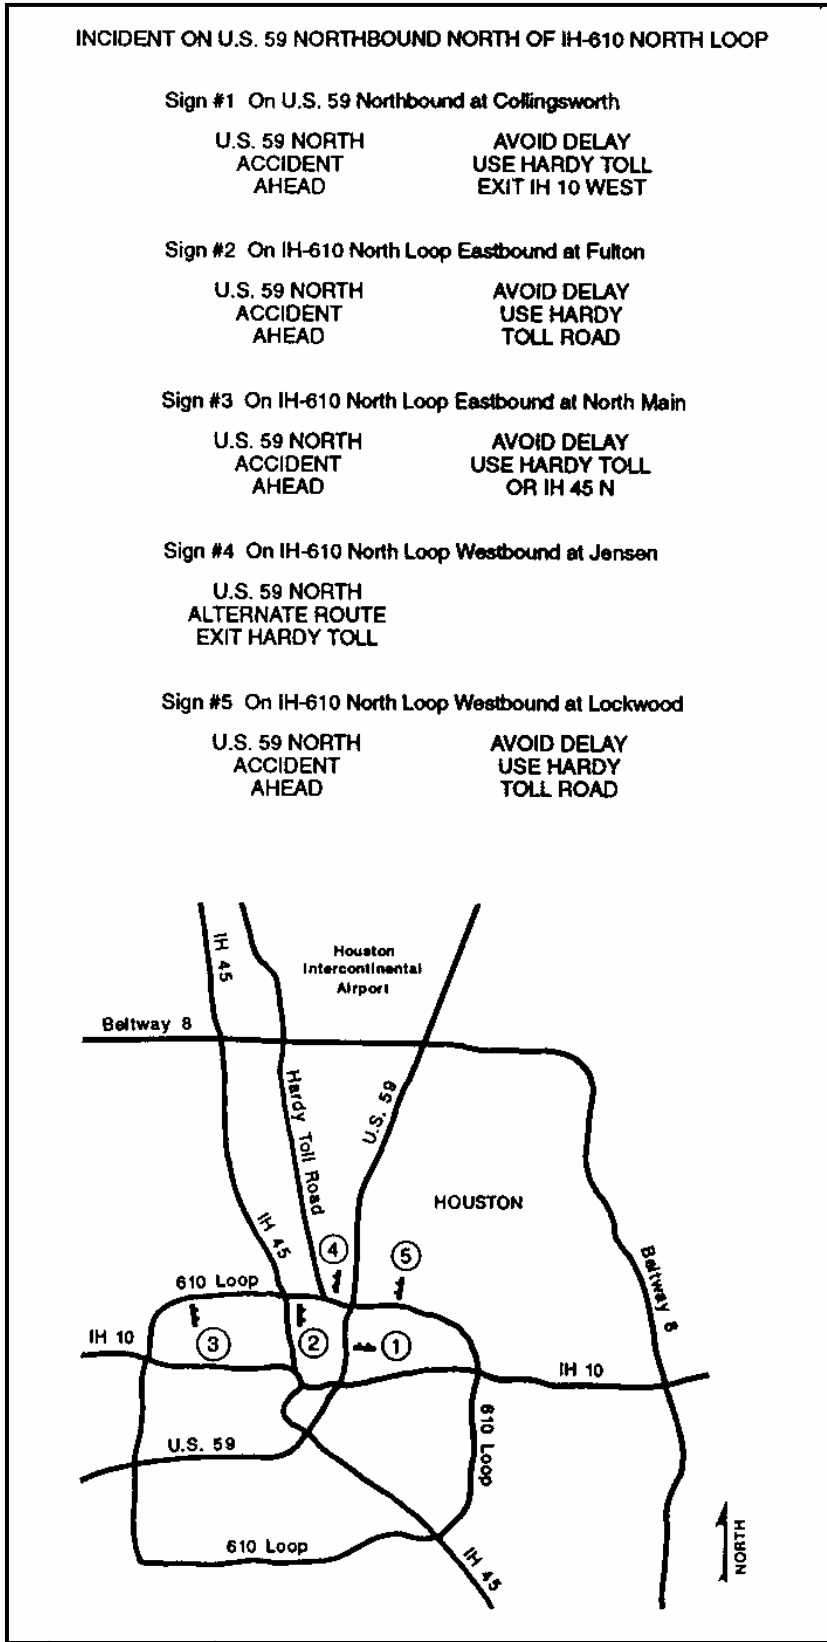 INCIDENT ON U.S. 59 NORTHBOUND NORTH OF IH-610 NORTH LOOP
Sign #1 On U.S. 59 Northbound at Collingsworth
U.S. 59 NORTH
ACCIDENT
AHEAD
AVOID DELAY
USE HARDY TOLL
EXIT IH 10 WEST
Sign #2 On IH-610 North Loop Eastbound at Fulton
U.S. 59 NORTH
ACCIDENT
AHEAD
AVOID DELAY
USE HARDY
TOLL ROAD
Sign #3 On IH-610 North Loop Eastbound at North Main
U.S. 59 NORTH
ACCIDENT
AHEAD
AVOID DELAY
USE HARDY TOLL
OR IH 45 N
Sign #4 On IH-610 North Loop Westbound at Jensen
U.S. 59 NORTH
ALTERNATE ROUTE
EXIT HARDY TOLL
Sign #5 On IH-610 North Loop Westbound at Lockwood
U.S. 59 NORTH
ACCIDENT
AHEAD
AVOID DELAY
USE HARDY
TOLL ROAD
IH 45
Houston
Intercontinental
Airport
Beltway 8
Hardy Toll Road
U.S. 59
HOUSTON
IH 45
4
5
Beltway 8
610 Loop
IH 10
3
2
1
IH 10
610 Loop
U.S. 59
610 Loop
IH 45
NORTH